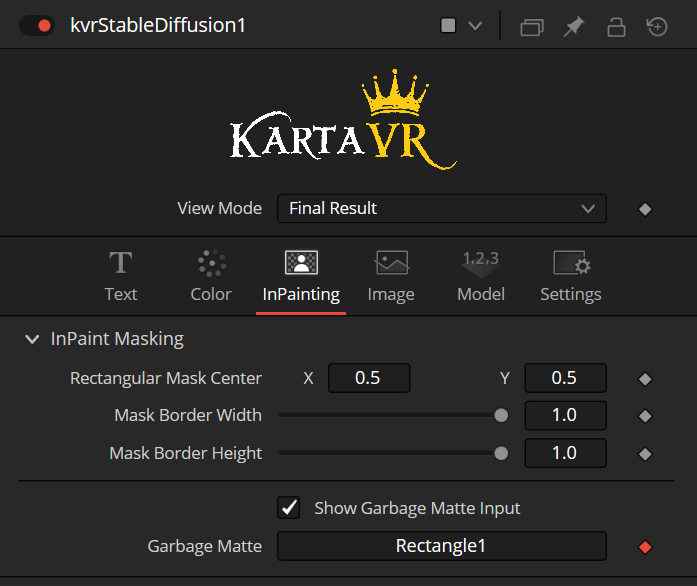 kvrStableDiffusion1
KARTAVR
View Mode Final Result
T 1,2,3
Text Color InPainting Image Model Settings
InPaint Masking
Rectangular Mask Center X 0.5 Y 0.5
Mask Border Width 1.0
Mask Border Height 1.0
Show Garbage Matte Input
Garbage Matte Rectangle1